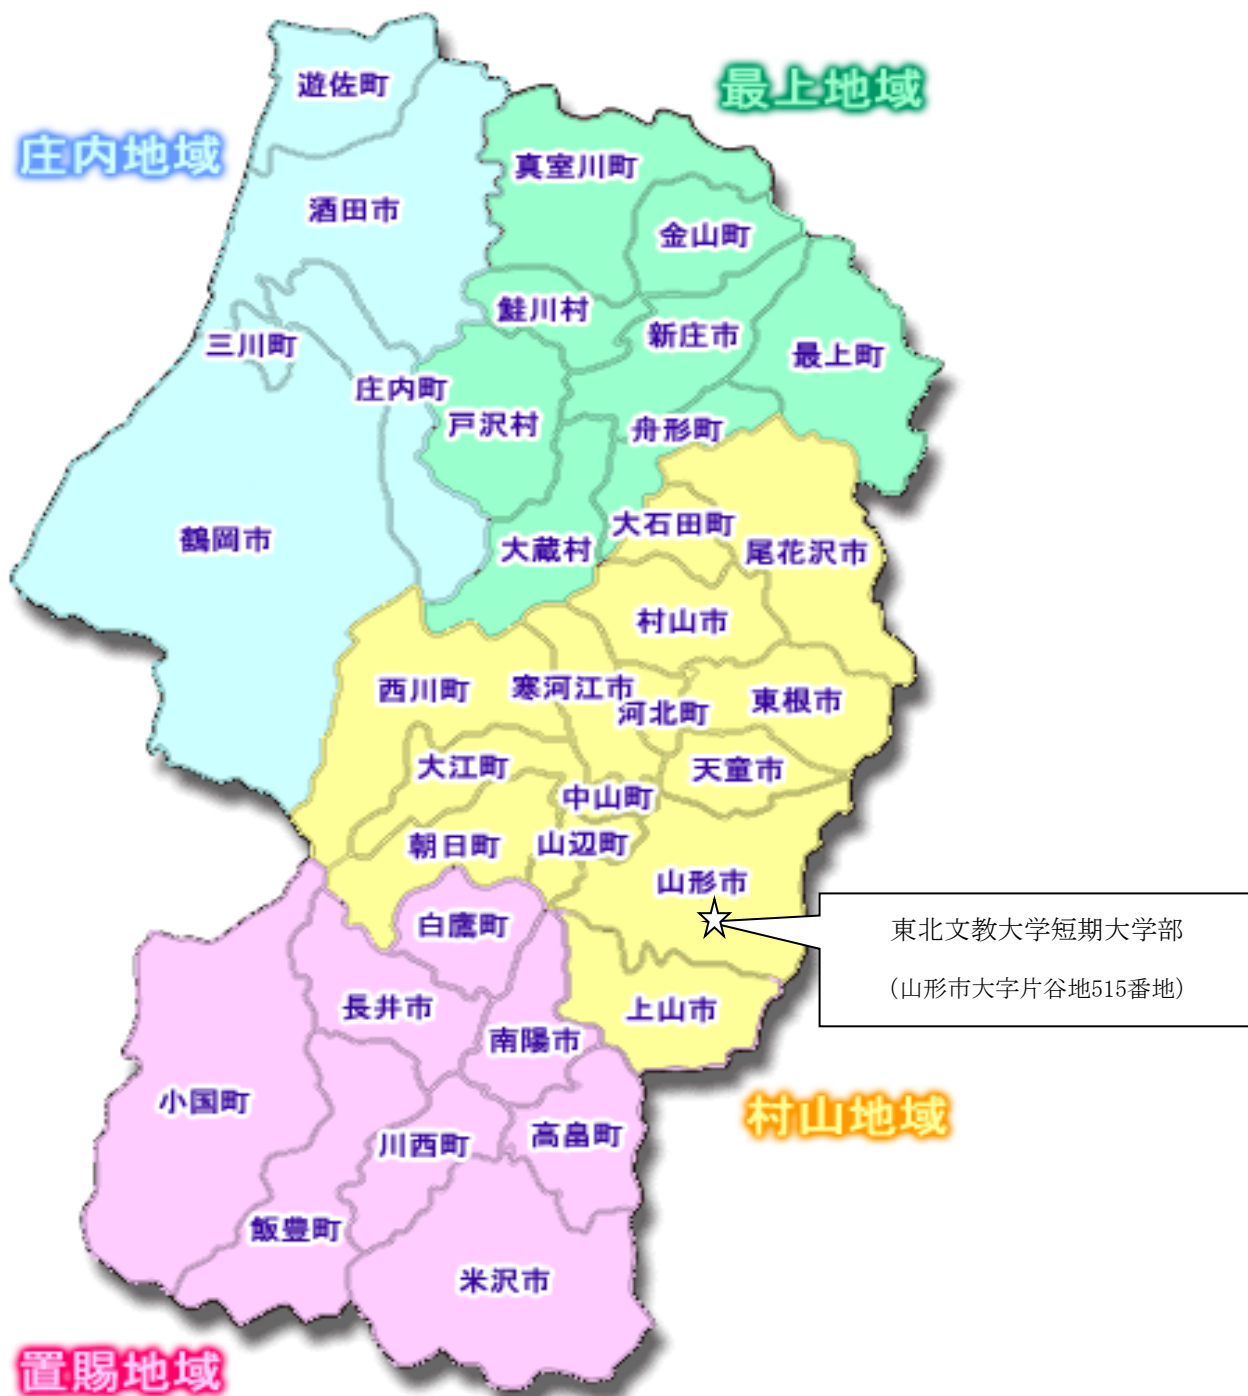 最上地域
庄内地域
遊佐町
真室川町
酒田市
金山町
鮭川村
新庄市
三川町
最上町
庄内町
戸沢村
舟形町
大石田町
鶴岡市
大蔵村
尾花沢市
村山市
西川町
寒河江市
河北町
東根市
大江町
天童市
中山町
朝日町
山辺町
山形市
白鷹町
東北文教大学短期大学部
(山形市大字片谷地515番地)
長井市
上山市
南陽市
小国町
村山地域
川西町
高畠町
飯豊町
米沢市
置賜地域